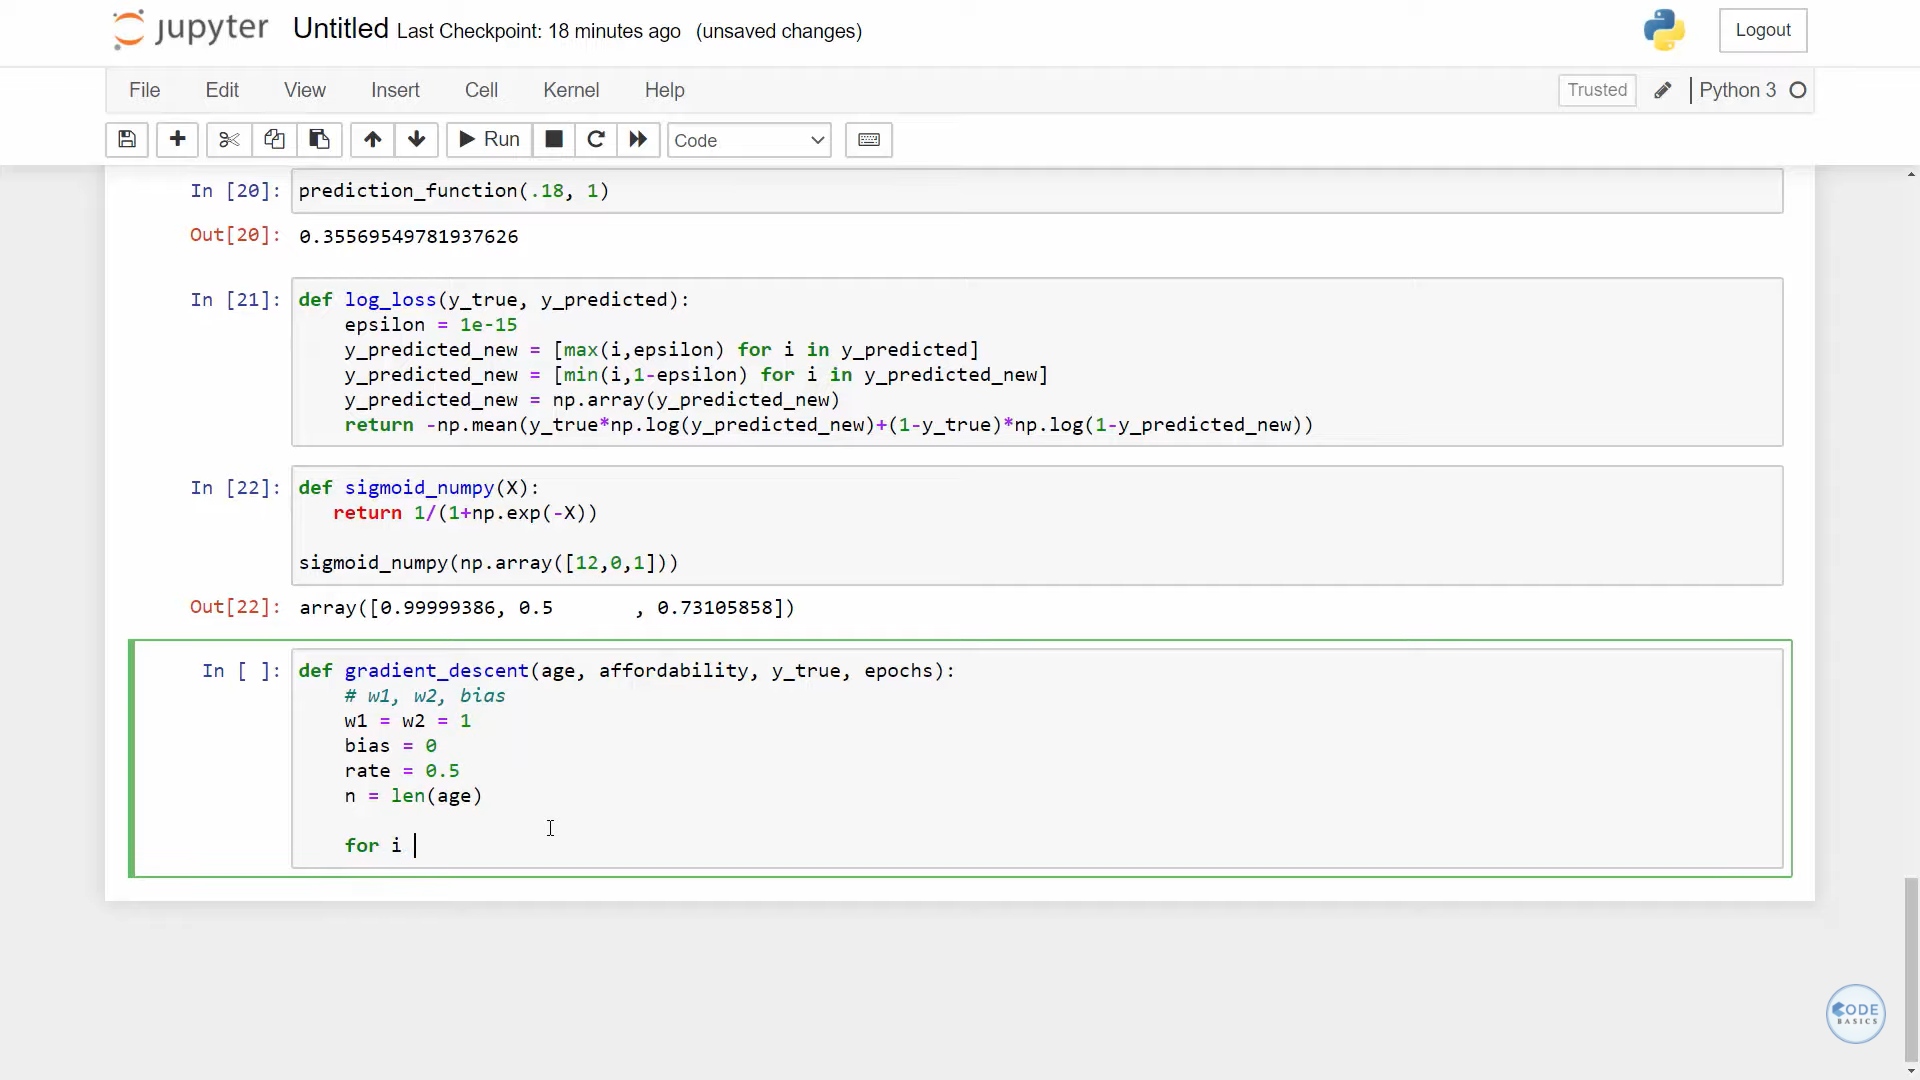 jupyter Untitled Last Checkpoint: 18 minutes ago (unsaved changes) Logout
File Edit View Insert Cell Kernel Help Trusted Python 3
Run Code
In [20]: prediction_function(.18, 1)
Out[20]: 0.35569549781937626
In [21]: def log_loss(y_true, y_predicted):
    epsilon = 1e-15
    y_predicted_new = [max(i,epsilon) for i in y_predicted]
    y_predicted_new = [min(i,1-epsilon) for i in y_predicted_new]
    y_predicted_new = np.array(y_predicted_new)
    return -np.mean(y_true*np.log(y_predicted_new)+(1-y_true)*np.log(1-y_predicted_new))
In [22]: def sigmoid_numpy(X):
   return 1/(1+np.exp(-X))
sigmoid_numpy(np.array([12,0,1]))
Out[22]: array([0.99999386, 0.5       , 0.73105858])
In [ ]: def gradient_descent(age, affordability, y_true, epochs):
    # w1, w2, bias
    w1 = w2 = 1
    bias = 0
    rate = 0.5
    n = len(age)
    for i
CODE
BASICS